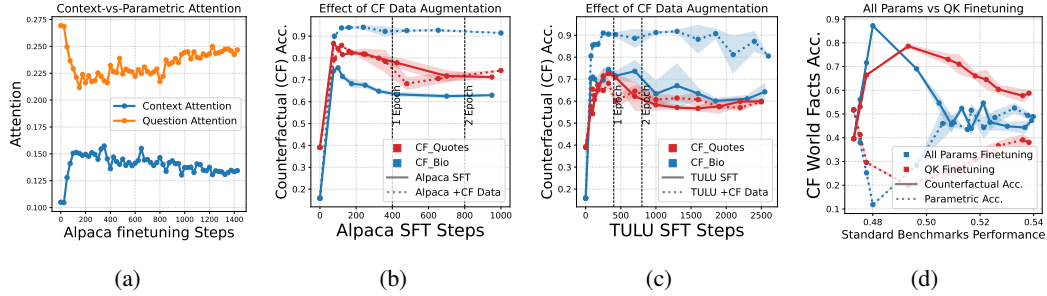 Context-vs-Parametric Attention
Attention
0.275
0.250
0.225
0.200
0.175
0.150
0.125
0.100
Context Attention
Question Attention
0
200
400
600
800
1000
1200
1400
Alpaca finetuning Steps
(a)
Effect of CF Data Augmentation
Counterfactual (CF) Acc.
0.9
0.8
0.7
0.6
0.5
0.4
0.3
0.2
1 Epoch
2 Epoch
CF_Quotes
CF_Bio
Alpaca SFT
Alpaca +CF Data
0
200
400
600
800
1000
Alpaca SFT Steps
(b)
Effect of CF Data Augmentation
Counterfactual (CF) Acc.
0.9
0.8
0.7
0.6
0.5
0.4
0.3
0.2
1 Epoch
2 Epoch
CF_Quotes
CF_Bio
TULU SFT
TULU +CF Data
0
500
1000
1500
2000
2500
TULU SFT Steps
(c)
All Params vs QK Finetuning
CF World Facts Acc.
0.9
0.8
0.7
0.6
0.5
0.4
0.3
0.2
0.1
All Params Finetuning
QK Finetuning
Counterfactual Acc.
Parametric Acc.
0.48
0.50
0.52
0.54
Standard Benchmarks Performance
(d)